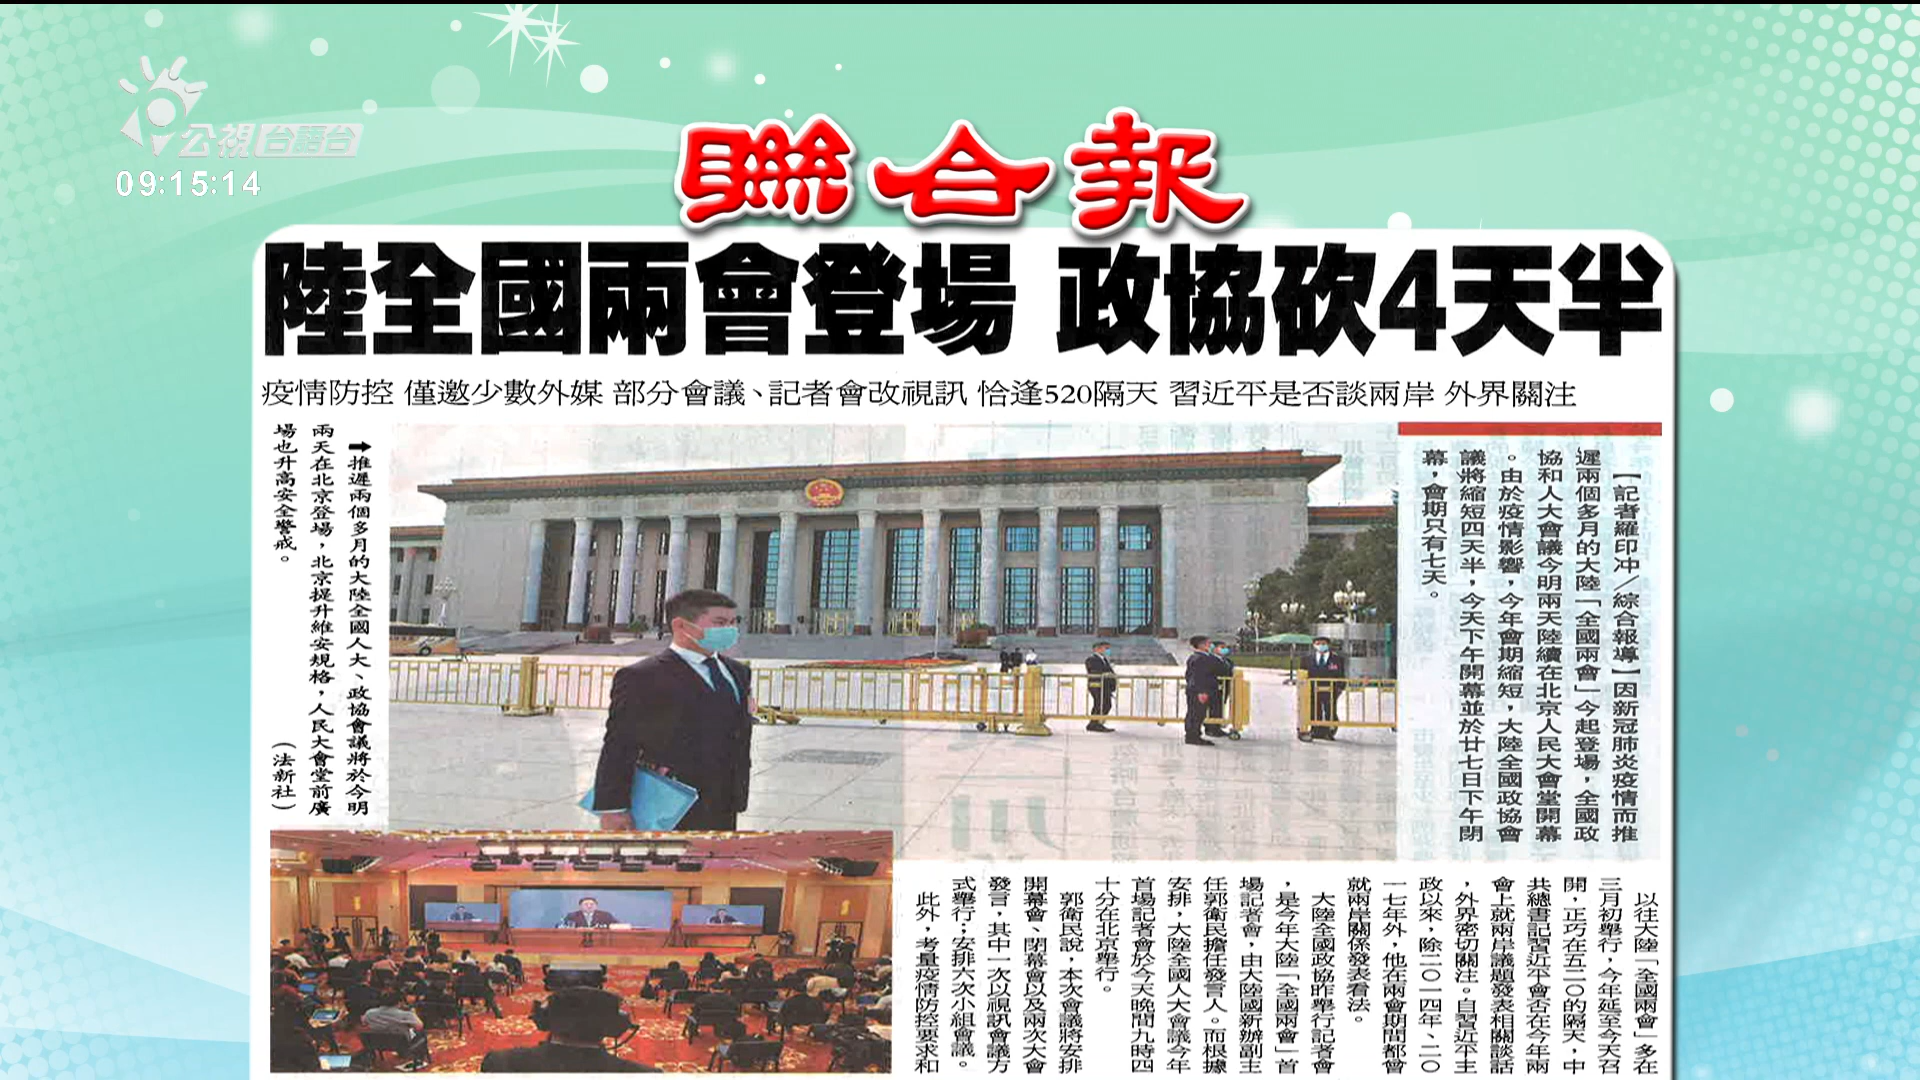 公視台語台
09:15:14
聯合報
陸全國兩會登場 政協砍4天半
疫情防控 僅邀少數外媒 部分會議、記者會改視訊 恰逢520隔天 習近平是否談兩岸 外界關注
➡推遲兩個多月的大陸全國人大、政協會議將於今明
兩天在北京登場，北京提升維安規格，人民大會堂前廣
場也升高安全警戒。
（法新社）
【記者羅印冲／綜合報導】因新冠肺炎疫情而推
遲兩個多月的大陸「全國兩會」今起登場，全國政
協和人大會議今明兩天陸續在北京人民大會堂開幕
。由於疫情影響，今年會期縮短，大陸全國政協會
議將縮短四天半，今天下午開幕並於廿七日下午閉
幕，會期只有七天。
以往大陸「全國兩會」多在
三月初舉行，今年延至今天召
開，正巧在五二〇的隔天，中
共總書記習近平會否在今年兩
會上就兩岸議題發表相關談話
，外界密切關注。自習近平主
政以來，除二〇一四年、二〇
一七年外，他在兩會期間都曾
就兩岸關係發表看法。
大陸全國政協昨舉行記者會
，是今年大陸「全國兩會」首
場記者會，由大陸國新辦副主
任郭衛民擔任發言人。而根據
安排，大陸全國人大會議今年
首場記者會於今天晚間九時四
十分在北京舉行。
郭衛民說，本次會議將安排
開幕會、閉幕會以及兩次大會
發言，其中一次以視訊會議方
式舉行；安排六次小組會議。
此外，考量疫情防控要求和